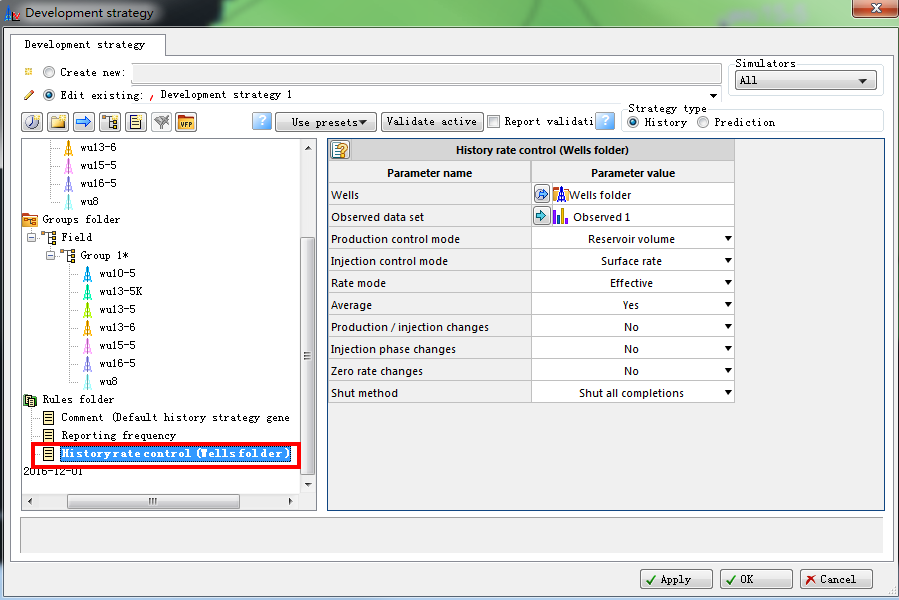 Development strategy
Development strategy
Create new:
Edit existing: Development strategy 1
Simulators
All
VFP
? Use presets Validate active Report validati ?
Strategy type
History Prediction
wu13-6
wu15-5
wu16-5
wu8
Groups folder
Field
Group 1*
wu10-5
wu13-5K
wu13-5
wu13-6
wu15-5
wu16-5
wu8
Rules folder
Comment (Default history strategy gene
Reporting frequency
History rate control (Wells folder)
2016-12-01
History rate control (Wells folder)
Parameter name Parameter value
Wells Wells folder
Observed data set Observed 1
Production control mode Reservoir volume
Injection control mode Surface rate
Rate mode Effective
Average Yes
Production / injection changes No
Injection phase changes No
Zero rate changes No
Shut method Shut all completions
Apply OK Cancel